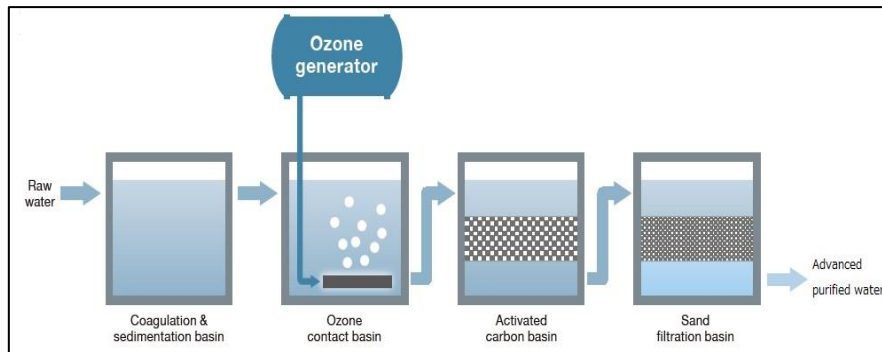 Ozone
generator
Raw
water
Coagulation &
sedimentation basin
Ozone
contact basin
Activated
carbon basin
Sand
filtration basin
Advanced
purified water